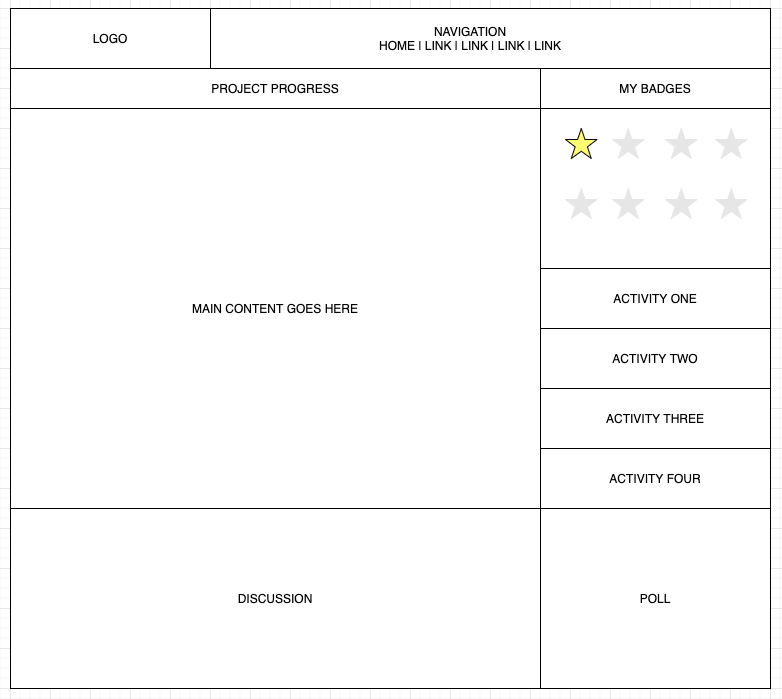 LOGO
NAVIGATION
HOME | LINK | LINK | LINK | LINK
PROJECT PROGRESS
MY BADGES
MAIN CONTENT GOES HERE
ACTIVITY ONE
ACTIVITY TWO
ACTIVITY THREE
ACTIVITY FOUR
DISCUSSION
POLL